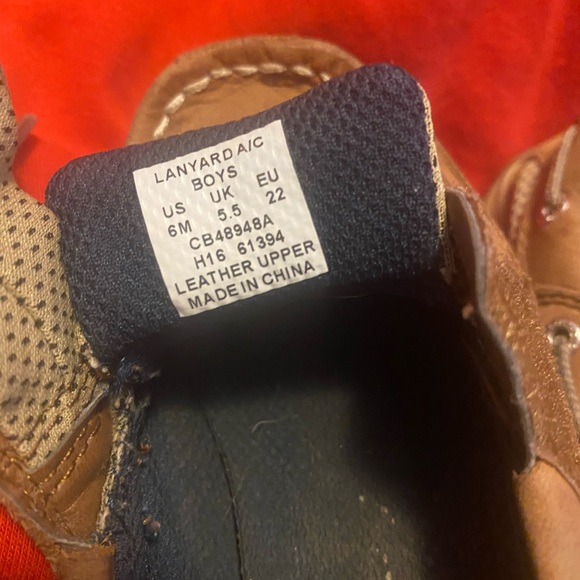 LANYARD A/C
BOYS
US UK EU
6M 5.5 22
CB48948A
H16 61394
LEATHER UPPER
MADE IN CHINA